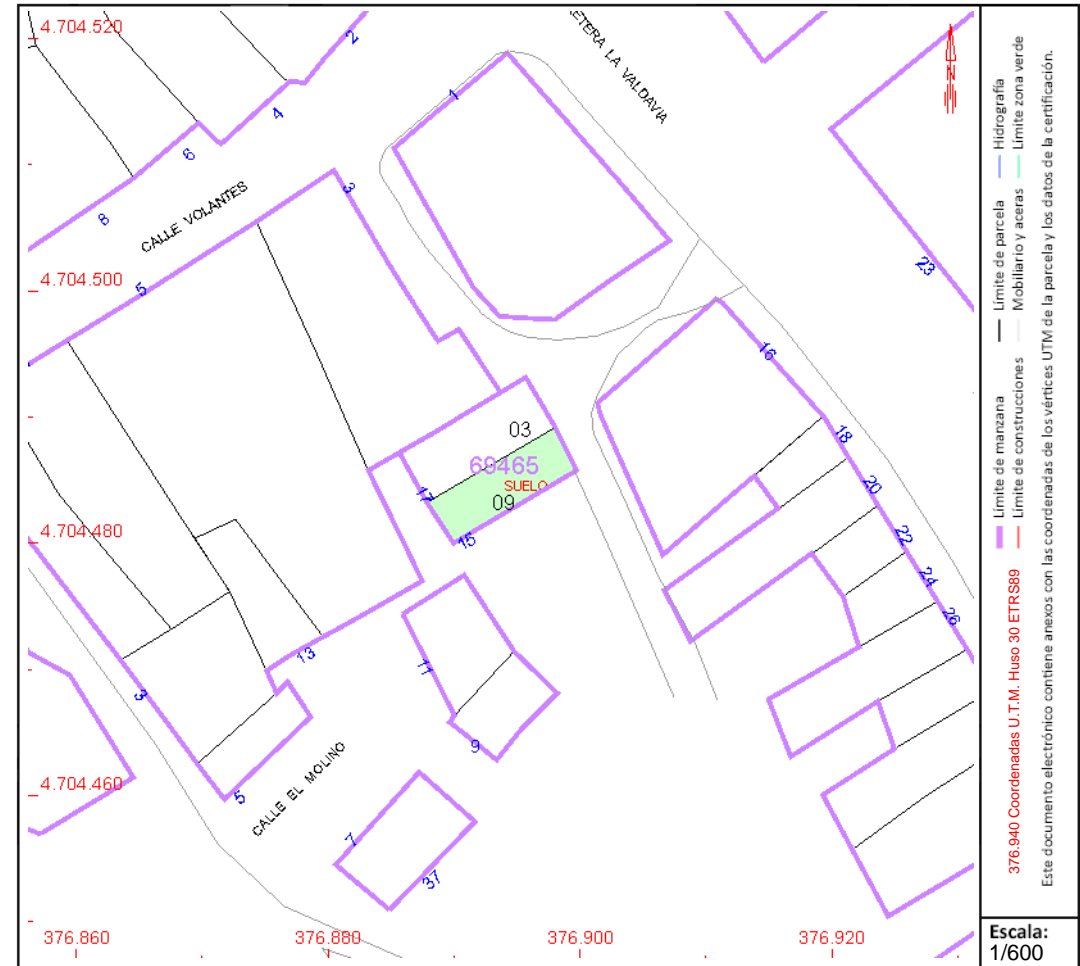 4.704.520
2
ETERA LA VALDAVIA
1
4
6
3
8
CALLE VOLANTES
23
4.704.500
5
16
03
18
69465
SUELO
17
09
20
4.704.480
15
22
24
26
13
11
3
9
CALLE EL MOLINO
4.704.460
5
7
37
376.860
376.880
376.900
376.920
376.940 Coordenadas U.T.M. Huso 30 ETRS89
Límite de manzana
Límite de parcela
Hidrografía
Límite de construcciones
Mobiliario y aceras
Límite zona verde
Este documento electrónico contiene anexos con las coordenadas de los vértices UTM de la parcela y los datos de la certificación.
Escala:
1/600